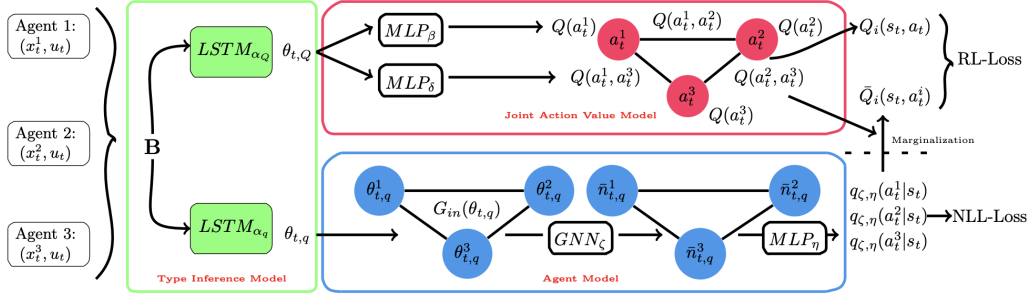 Agent 1:
(x_t^1, u_t)
Agent 2:
(x_t^2, u_t)
Agent 3:
(x_t^3, u_t)
B
LSTM_{α_Q}
θ_{t,Q}
LSTM_{α_q}
θ_{t,q}
Type Inference Model
MLP_β
MLP_δ
Q(a_t^1)
Q(a_t^1, a_t^2)
Q(a_t^2)
a_t^1
a_t^2
Q(a_t^1, a_t^3)
Q(a_t^2, a_t^3)
a_t^3
Q(a_t^3)
Joint Action Value Model
Q_i(s_t, a_t)
Q̄_i(s_t, a_t^i)
RL-Loss
Marginalization
θ_{t,q}^1
θ_{t,q}^2
G_{in}(θ_{t,q})
θ_{t,q}^3
GNN_ζ
n̄_{t,q}^1
n̄_{t,q}^2
n̄_{t,q}^3
MLP_η
Agent Model
q_{ζ,η}(a_t^1|s_t)
q_{ζ,η}(a_t^2|s_t)
q_{ζ,η}(a_t^3|s_t)
NLL-Loss